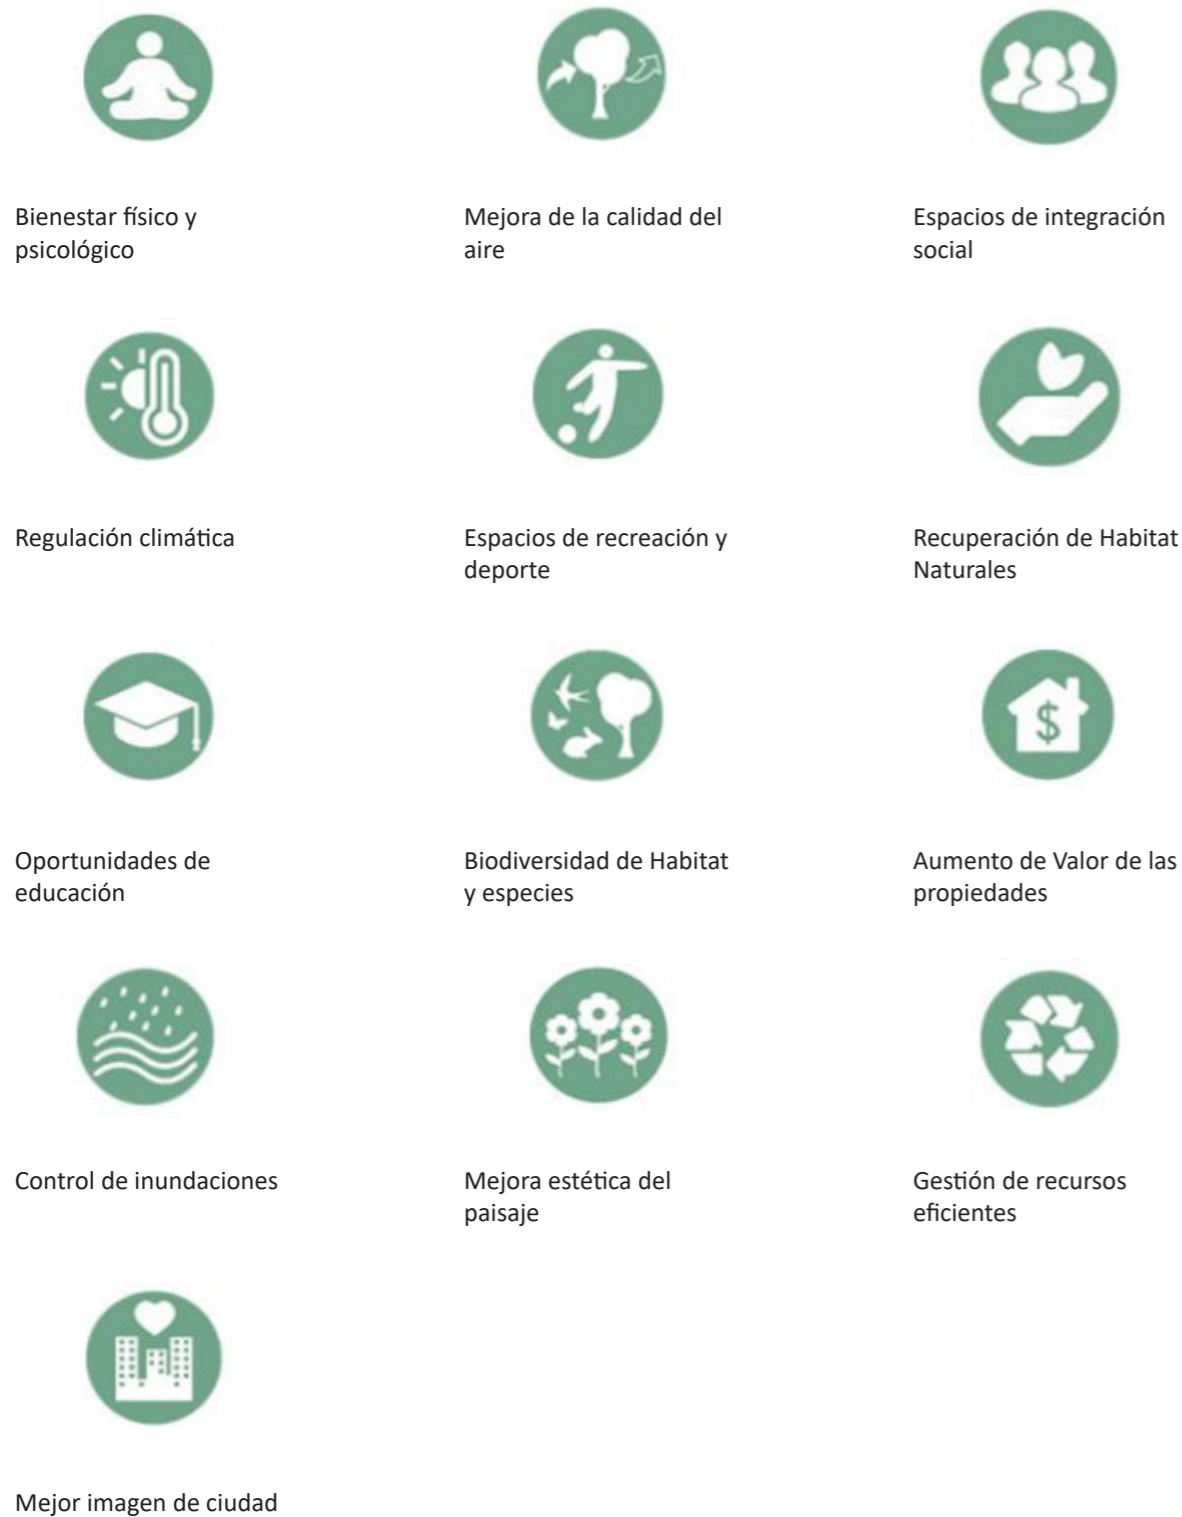 Bienestar físico y
psicológico
Mejora de la calidad del
aire
Espacios de integración
social
Regulación climática
Espacios de recreación y
deporte
Recuperación de Habitat
Naturales
$
Oportunidades de
educación
Biodiversidad de Habitat
y especies
Aumento de Valor de las
propiedades
Control de inundaciones
Mejora estética del
paisaje
Gestión de recursos
eficientes
Mejor imagen de ciudad